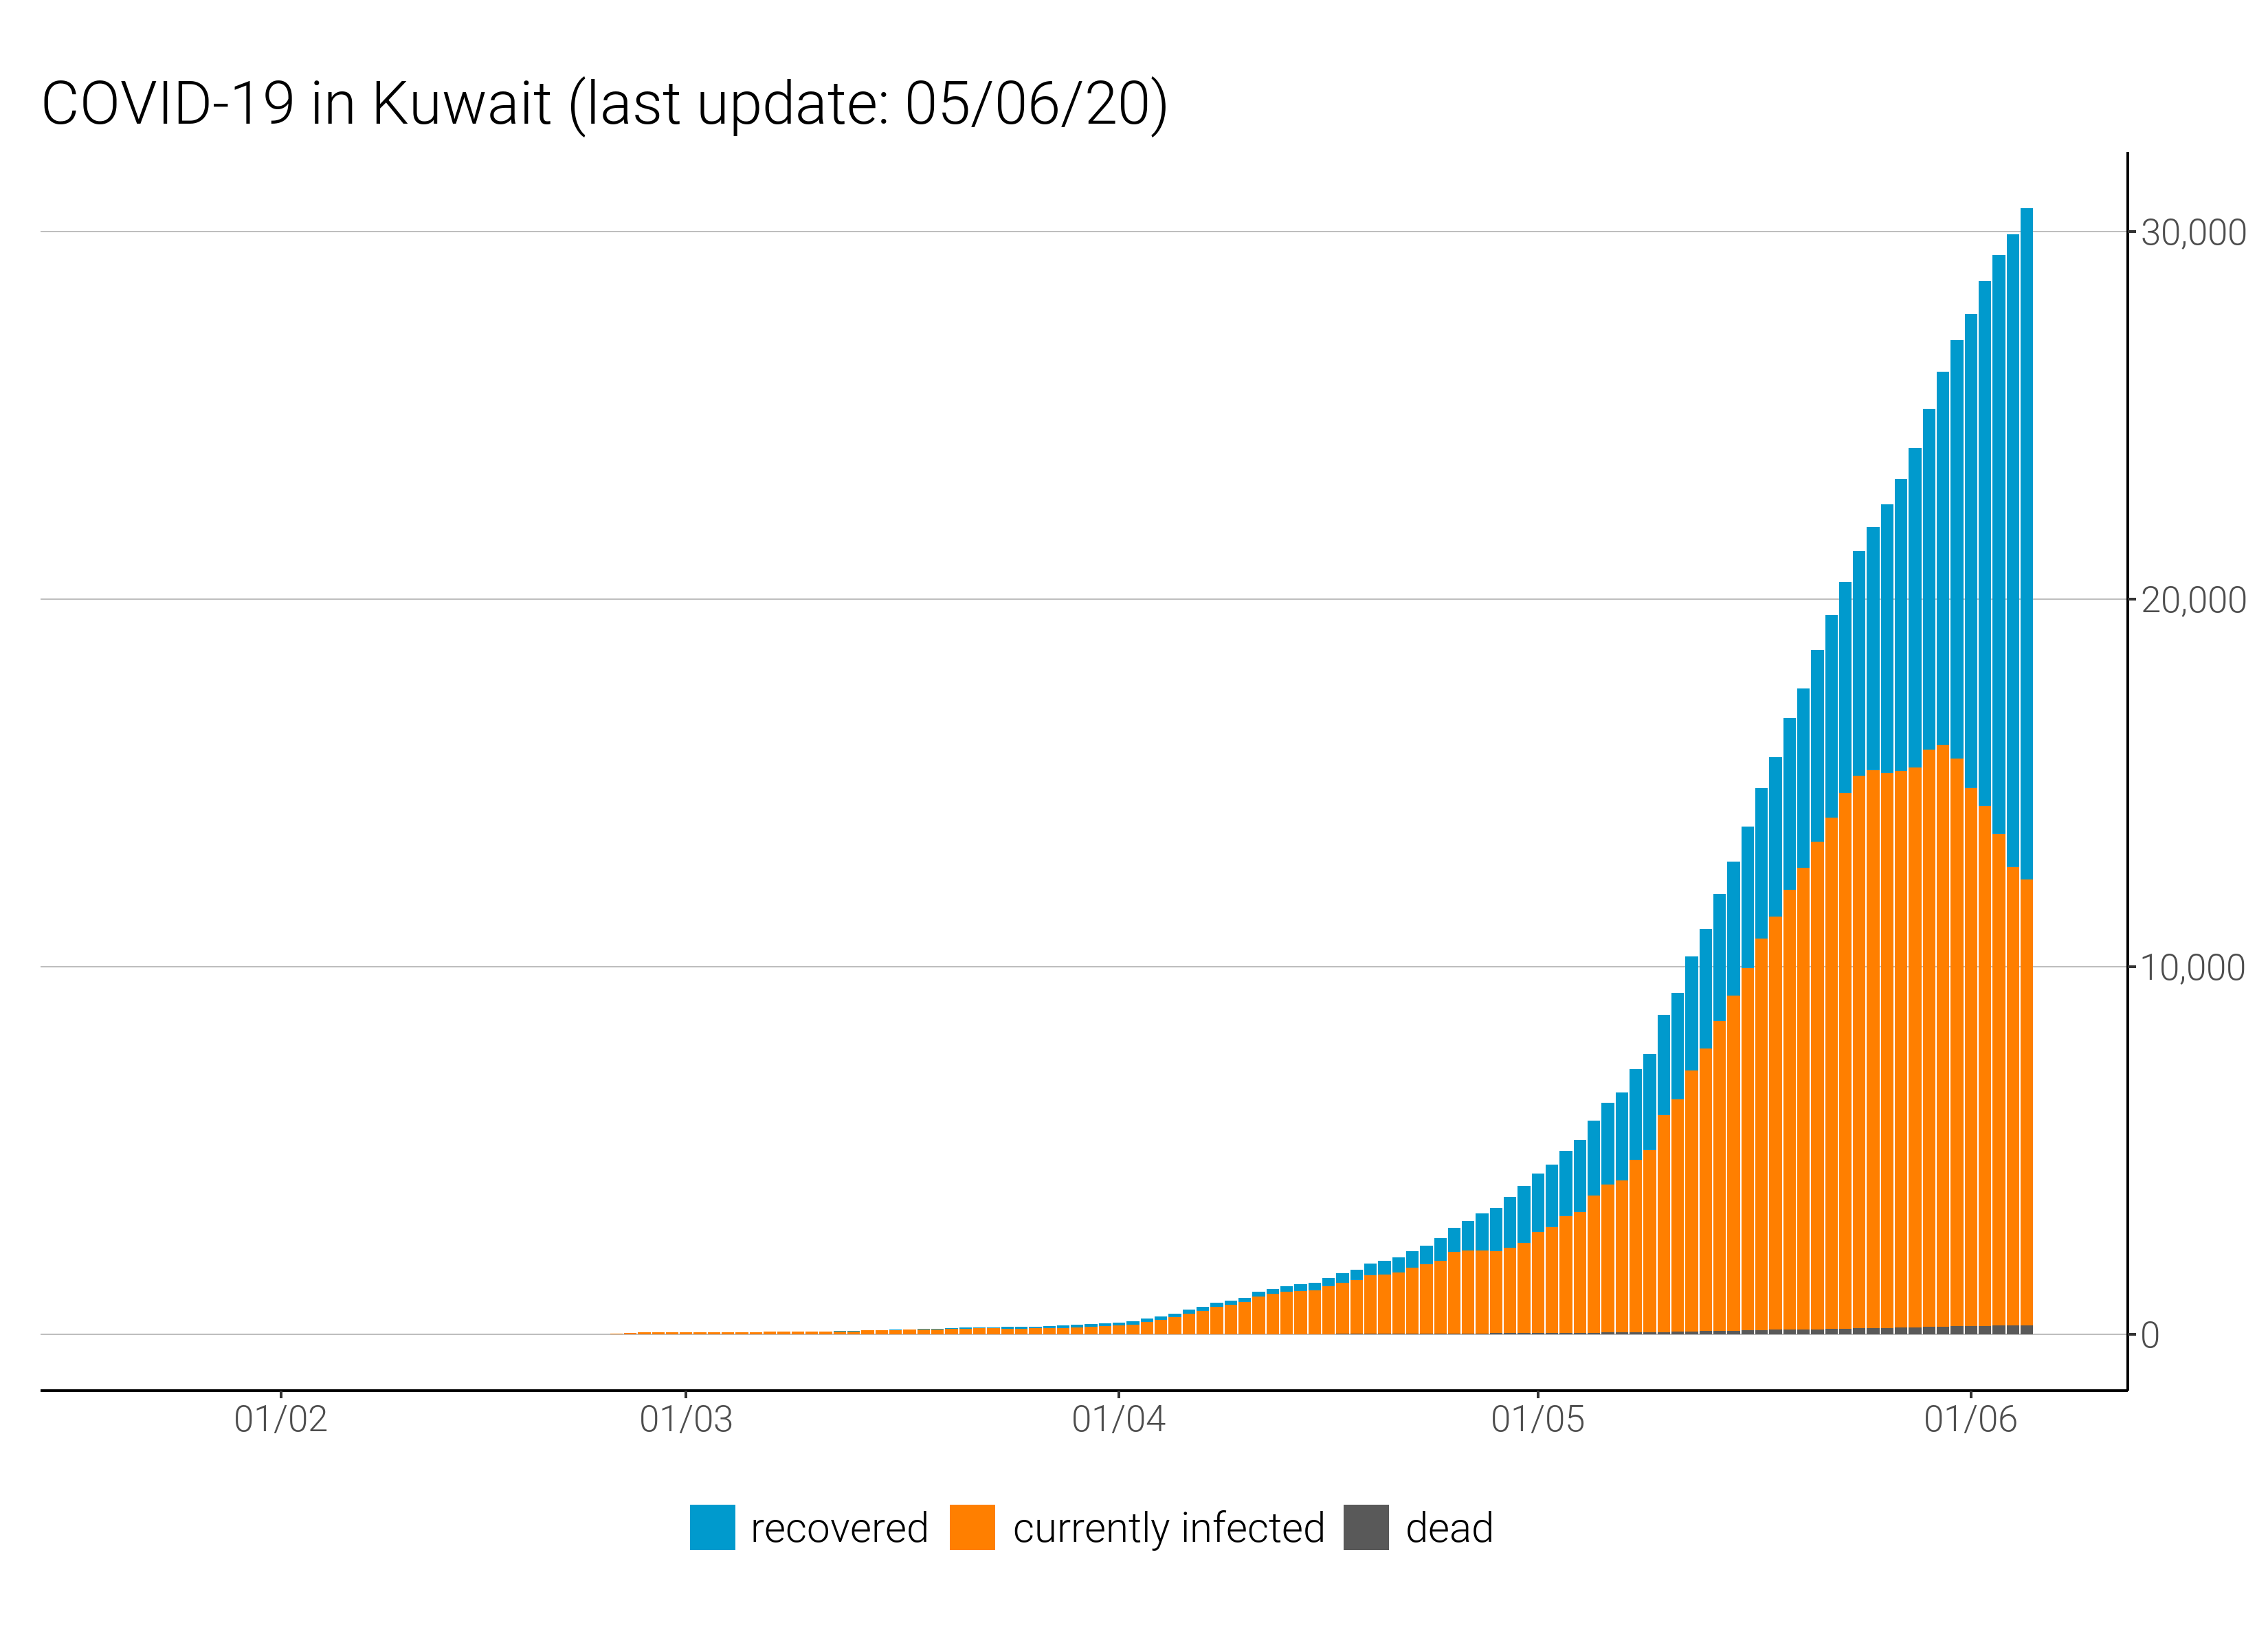 COVID-19 in Kuwait (last update: 05/06/20)
30,000
20,000
10,000
0
01/02 01/03 01/04 01/05 01/06
recovered currently infected dead